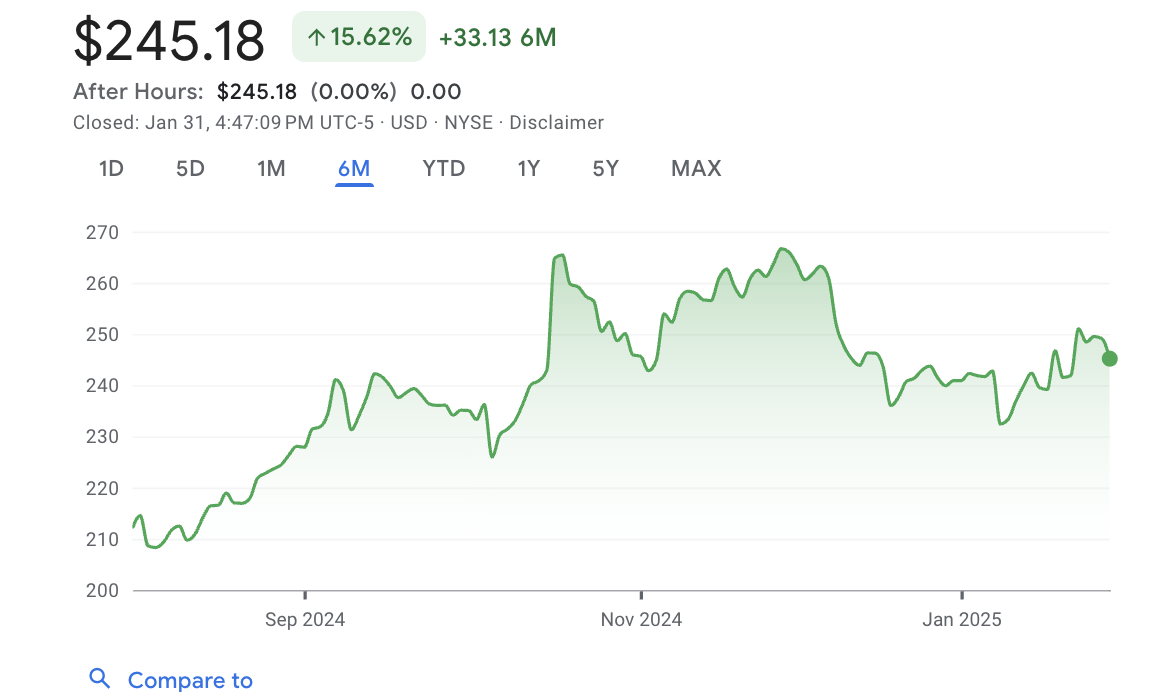 $245.18 ↑15.62% +33.13 6M
After Hours: $245.18 (0.00%) 0.00
Closed: Jan 31, 4:47:09 PM UTC-5 · USD · NYSE · Disclaimer
1D 5D 1M 6M YTD 1Y 5Y MAX
270
260
250
240
230
220
210
200
Sep 2024 Nov 2024 Jan 2025
Compare to